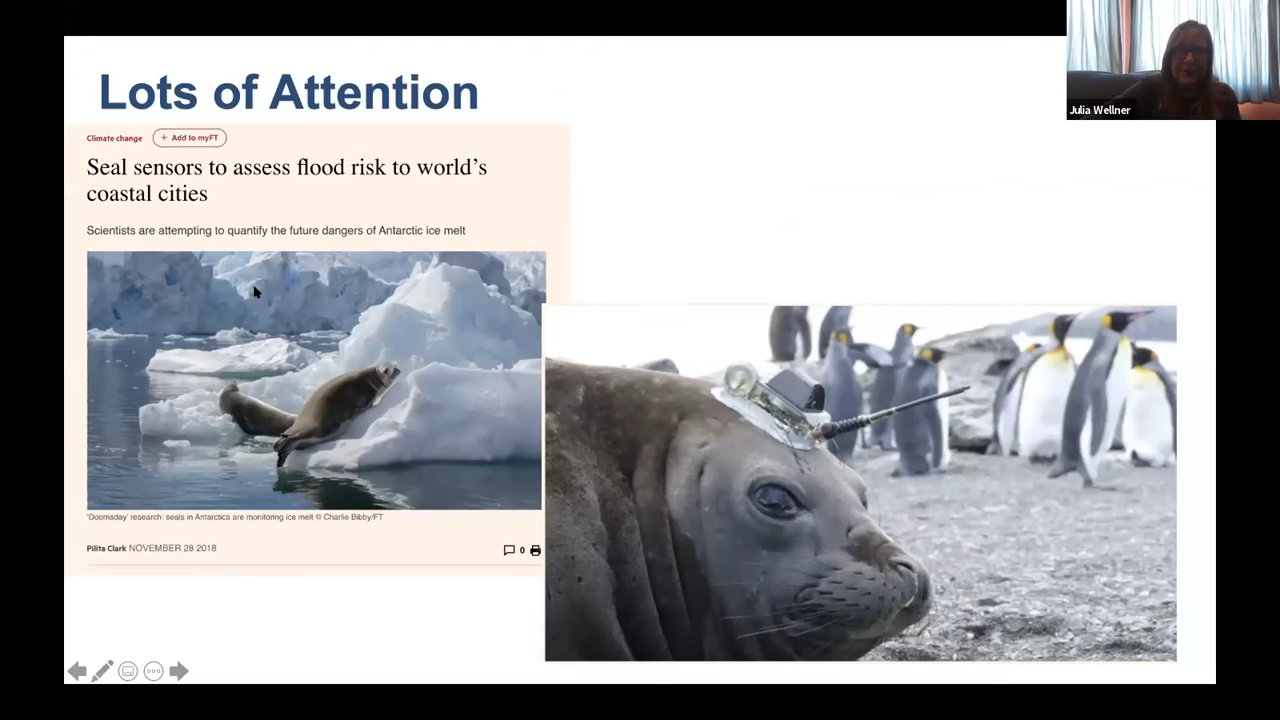 Lots of Attention
Julia Wellner
Climate change + Add to myFT
Seal sensors to assess flood risk to world's
coastal cities
Scientists are attempting to quantify the future dangers of Antarctic ice melt
'Doomsday' research: seals in Antarctica are monitoring ice melt © Charlie Bibby/FT
Pilita Clark NOVEMBER 28 2018
0